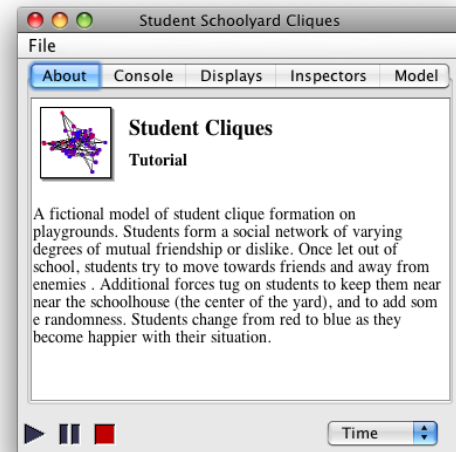 Student Schoolyard Cliques
File
About Console Displays Inspectors Model
Student Cliques
Tutorial
A fictional model of student clique formation on
playgrounds. Students form a social network of varying
degrees of mutual friendship or dislike. Once let out of
school, students try to move towards friends and away from
enemies . Additional forces tug on students to keep them near
near the schoolhouse (the center of the yard), and to add som
e randomness. Students change from red to blue as they
become happier with their situation.
Time